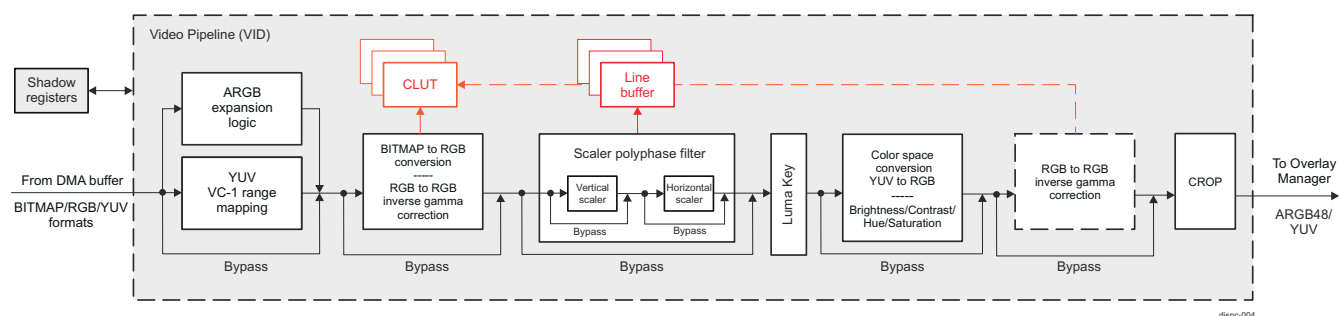 Video Pipeline (VID)
Shadow
registers
ARGB
expansion
logic
YUV
VC-1 range
mapping
From DMA buffer
BITMAP/RGB/YUV
formats
Bypass
CLUT
BITMAP to RGB
conversion
-----
RGB to RGB
inverse gamma
correction
Bypass
Line
buffer
Scaler polyphase filter
Vertical
scaler
Horizontal
scaler
Bypass
Bypass
Bypass
Luma Key
Color space
conversion
YUV to RGB
-----
Brightness/Contrast/
Hue/Saturation
Bypass
RGB to RGB
inverse gamma
correction
Bypass
CROP
To Overlay
Manager
ARGB48/
YUV
dispc-004